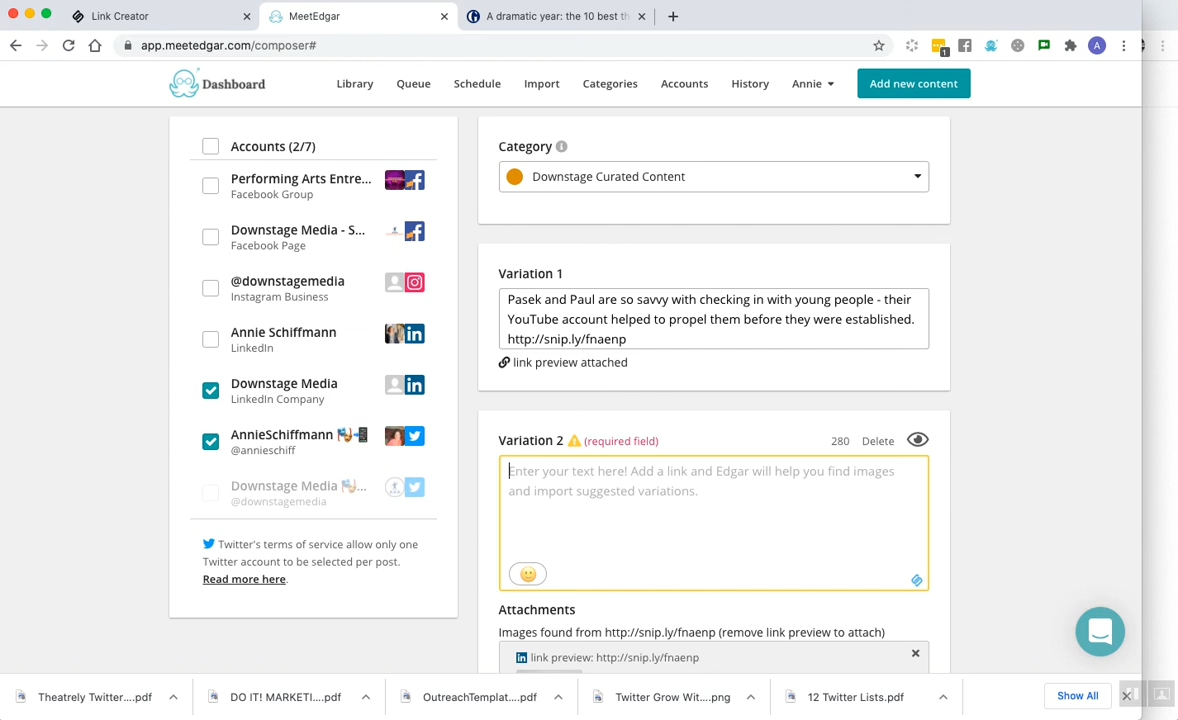 Link Creator
MeetEdgar
A dramatic year: the 10 best th
app.meetedgar.com/composer#
1
A
Dashboard
Library
Queue
Schedule
Import
Categories
Accounts
History
Annie
Add new content
Accounts (2/7)
Performing Arts Entre...
Facebook Group
Downstage Media - S...
Facebook Page
@downstagemedia
Instagram Business
Annie Schiffmann
LinkedIn
Downstage Media
LinkedIn Company
AnnieSchiffmann
@annieschiff
Downstage Media ...
@downstagemedia
Twitter's terms of service allow only one
Twitter account to be selected per post.
Read more here.
Category
Downstage Curated Content
Variation 1
Pasek and Paul are so savvy with checking in with young people - their
YouTube account helped to propel them before they were established.
http://snip.ly/fnaenp
link preview attached
Variation 2 (required field)
280 Delete
Enter your text here! Add a link and Edgar will help you find images
and import suggested variations.
Attachments
Images found from http://snip.ly/fnaenp (remove link preview to attach)
link preview: http://snip.ly/fnaenp
Theatrely Twitter....pdf
DO IT! MARKETI....pdf
OutreachTemplat....pdf
Twitter Grow Wit....png
12 Twitter Lists.pdf
Show All